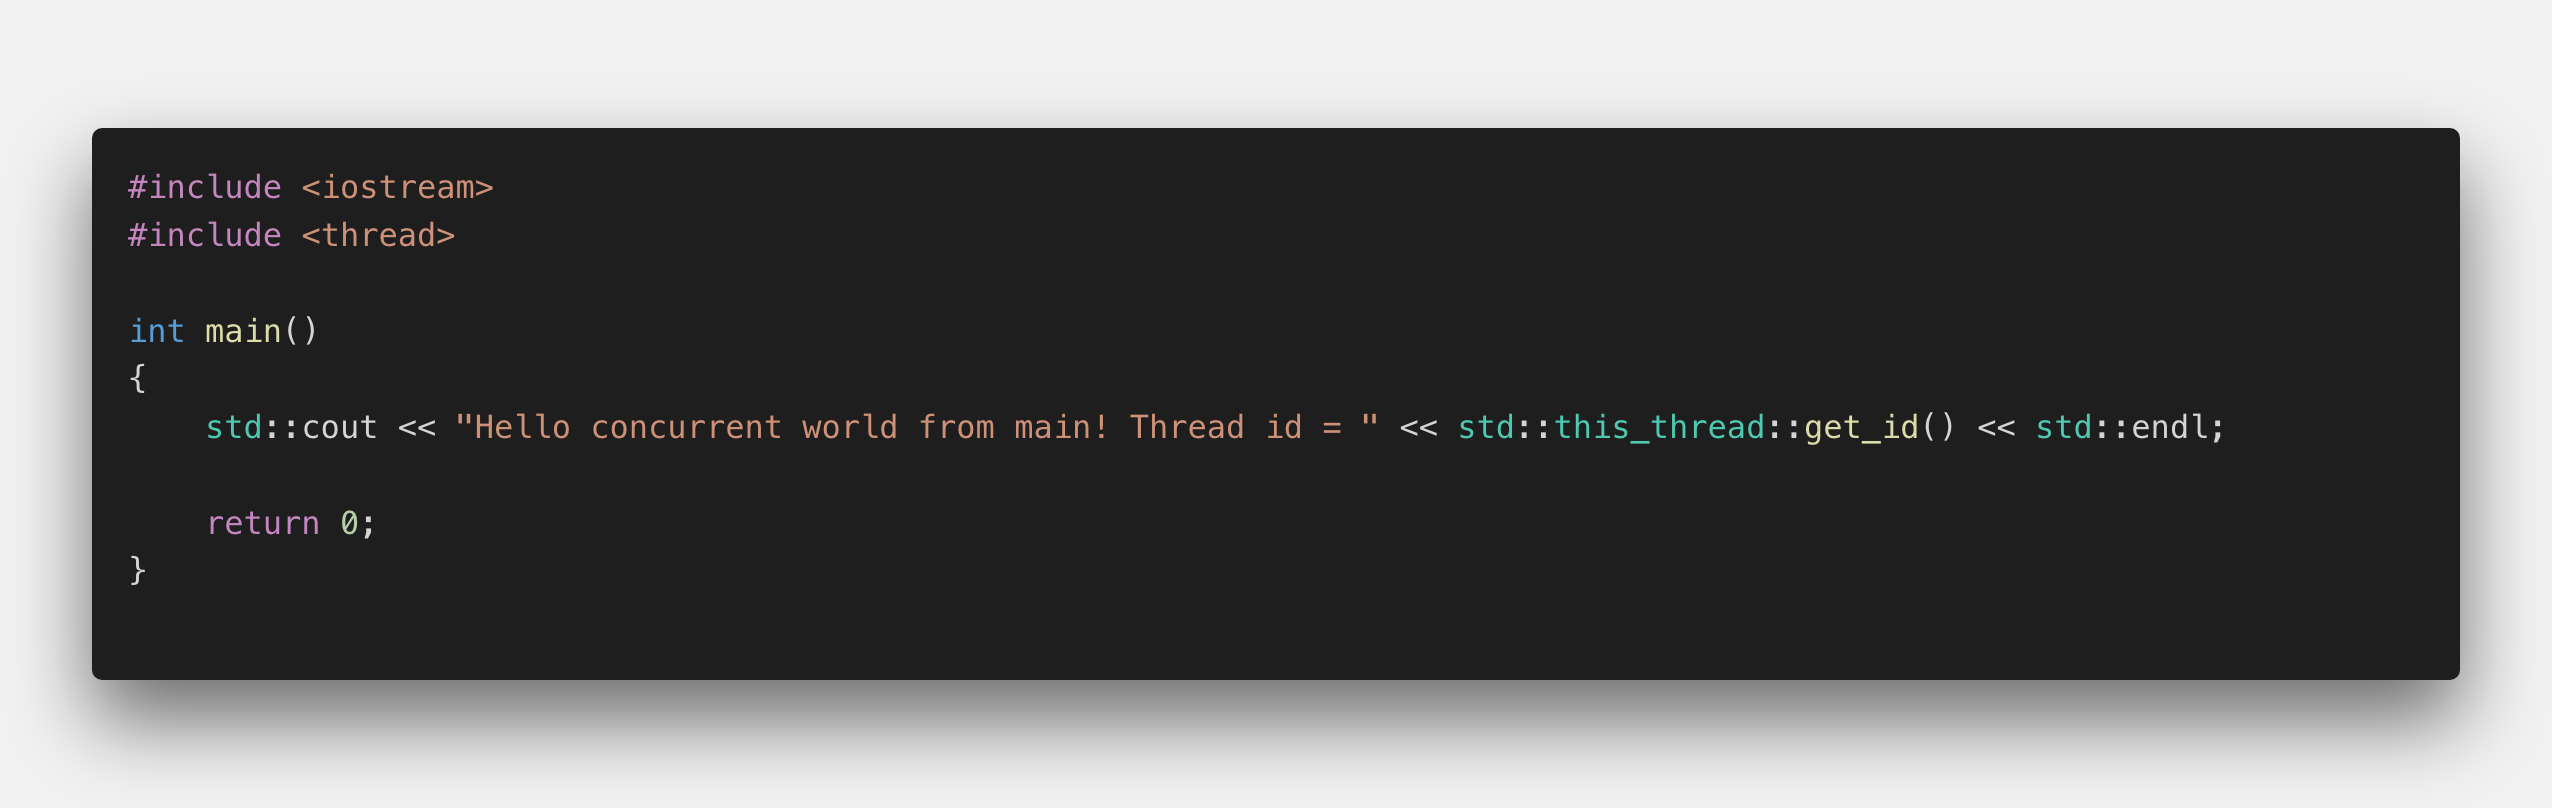 #include <iostream>
#include <thread>

int main()
{
    std::cout << "Hello concurrent world from main! Thread id = " << std::this_thread::get_id() << std::endl;

    return 0;
}